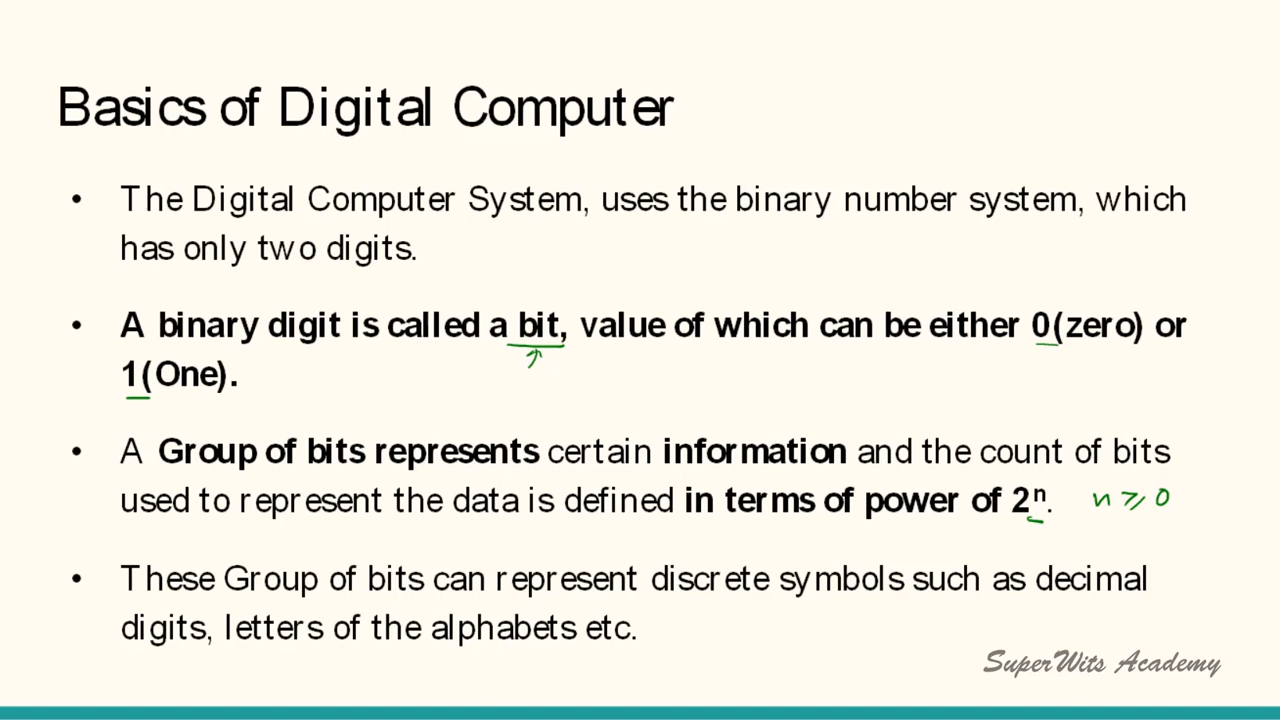 Basics of Digital Computer
• The Digital Computer System, uses the binary number system, which
has only two digits.
• A binary digit is called a bit, value of which can be either 0(zero) or
1(One).
• A Group of bits represents certain information and the count of bits
used to represent the data is defined in terms of power of 2ⁿ. n ≥ 0
• These Group of bits can represent discrete symbols such as decimal
digits, letters of the alphabets etc.
SuperWits Academy